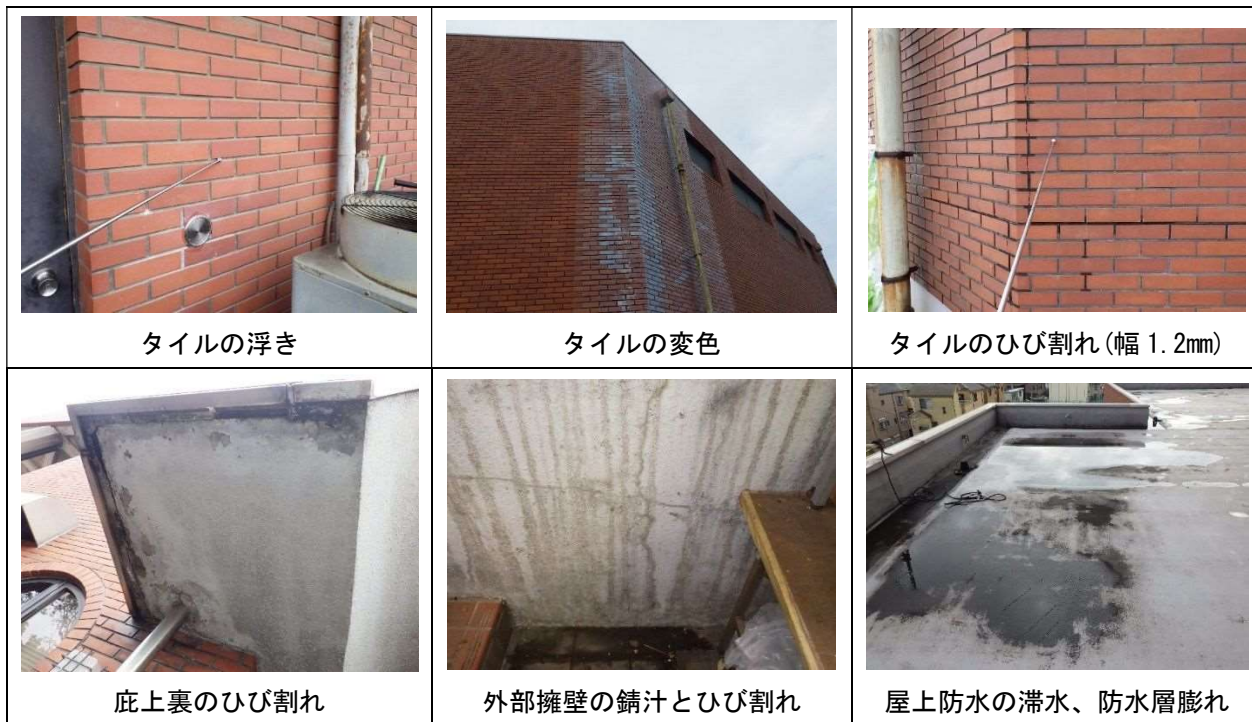 タイルの浮き
タイルの変色
タイルのひび割れ(幅 1.2mm)
庇上裏のひび割れ
外部擁壁の錆汁とひび割れ
屋上防水の滞水、防水層膨れ